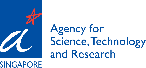 a
SINGAPORE
Agency for
Science, Technology
and Research